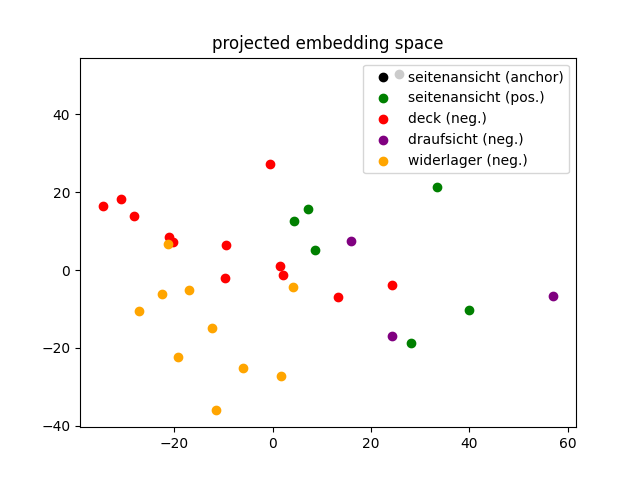 projected embedding space
seitenansicht (anchor)
seitenansicht (pos.)
deck (neg.)
draufsicht (neg.)
widerlager (neg.)
40
20
0
−20
−40
−20
0
20
40
60